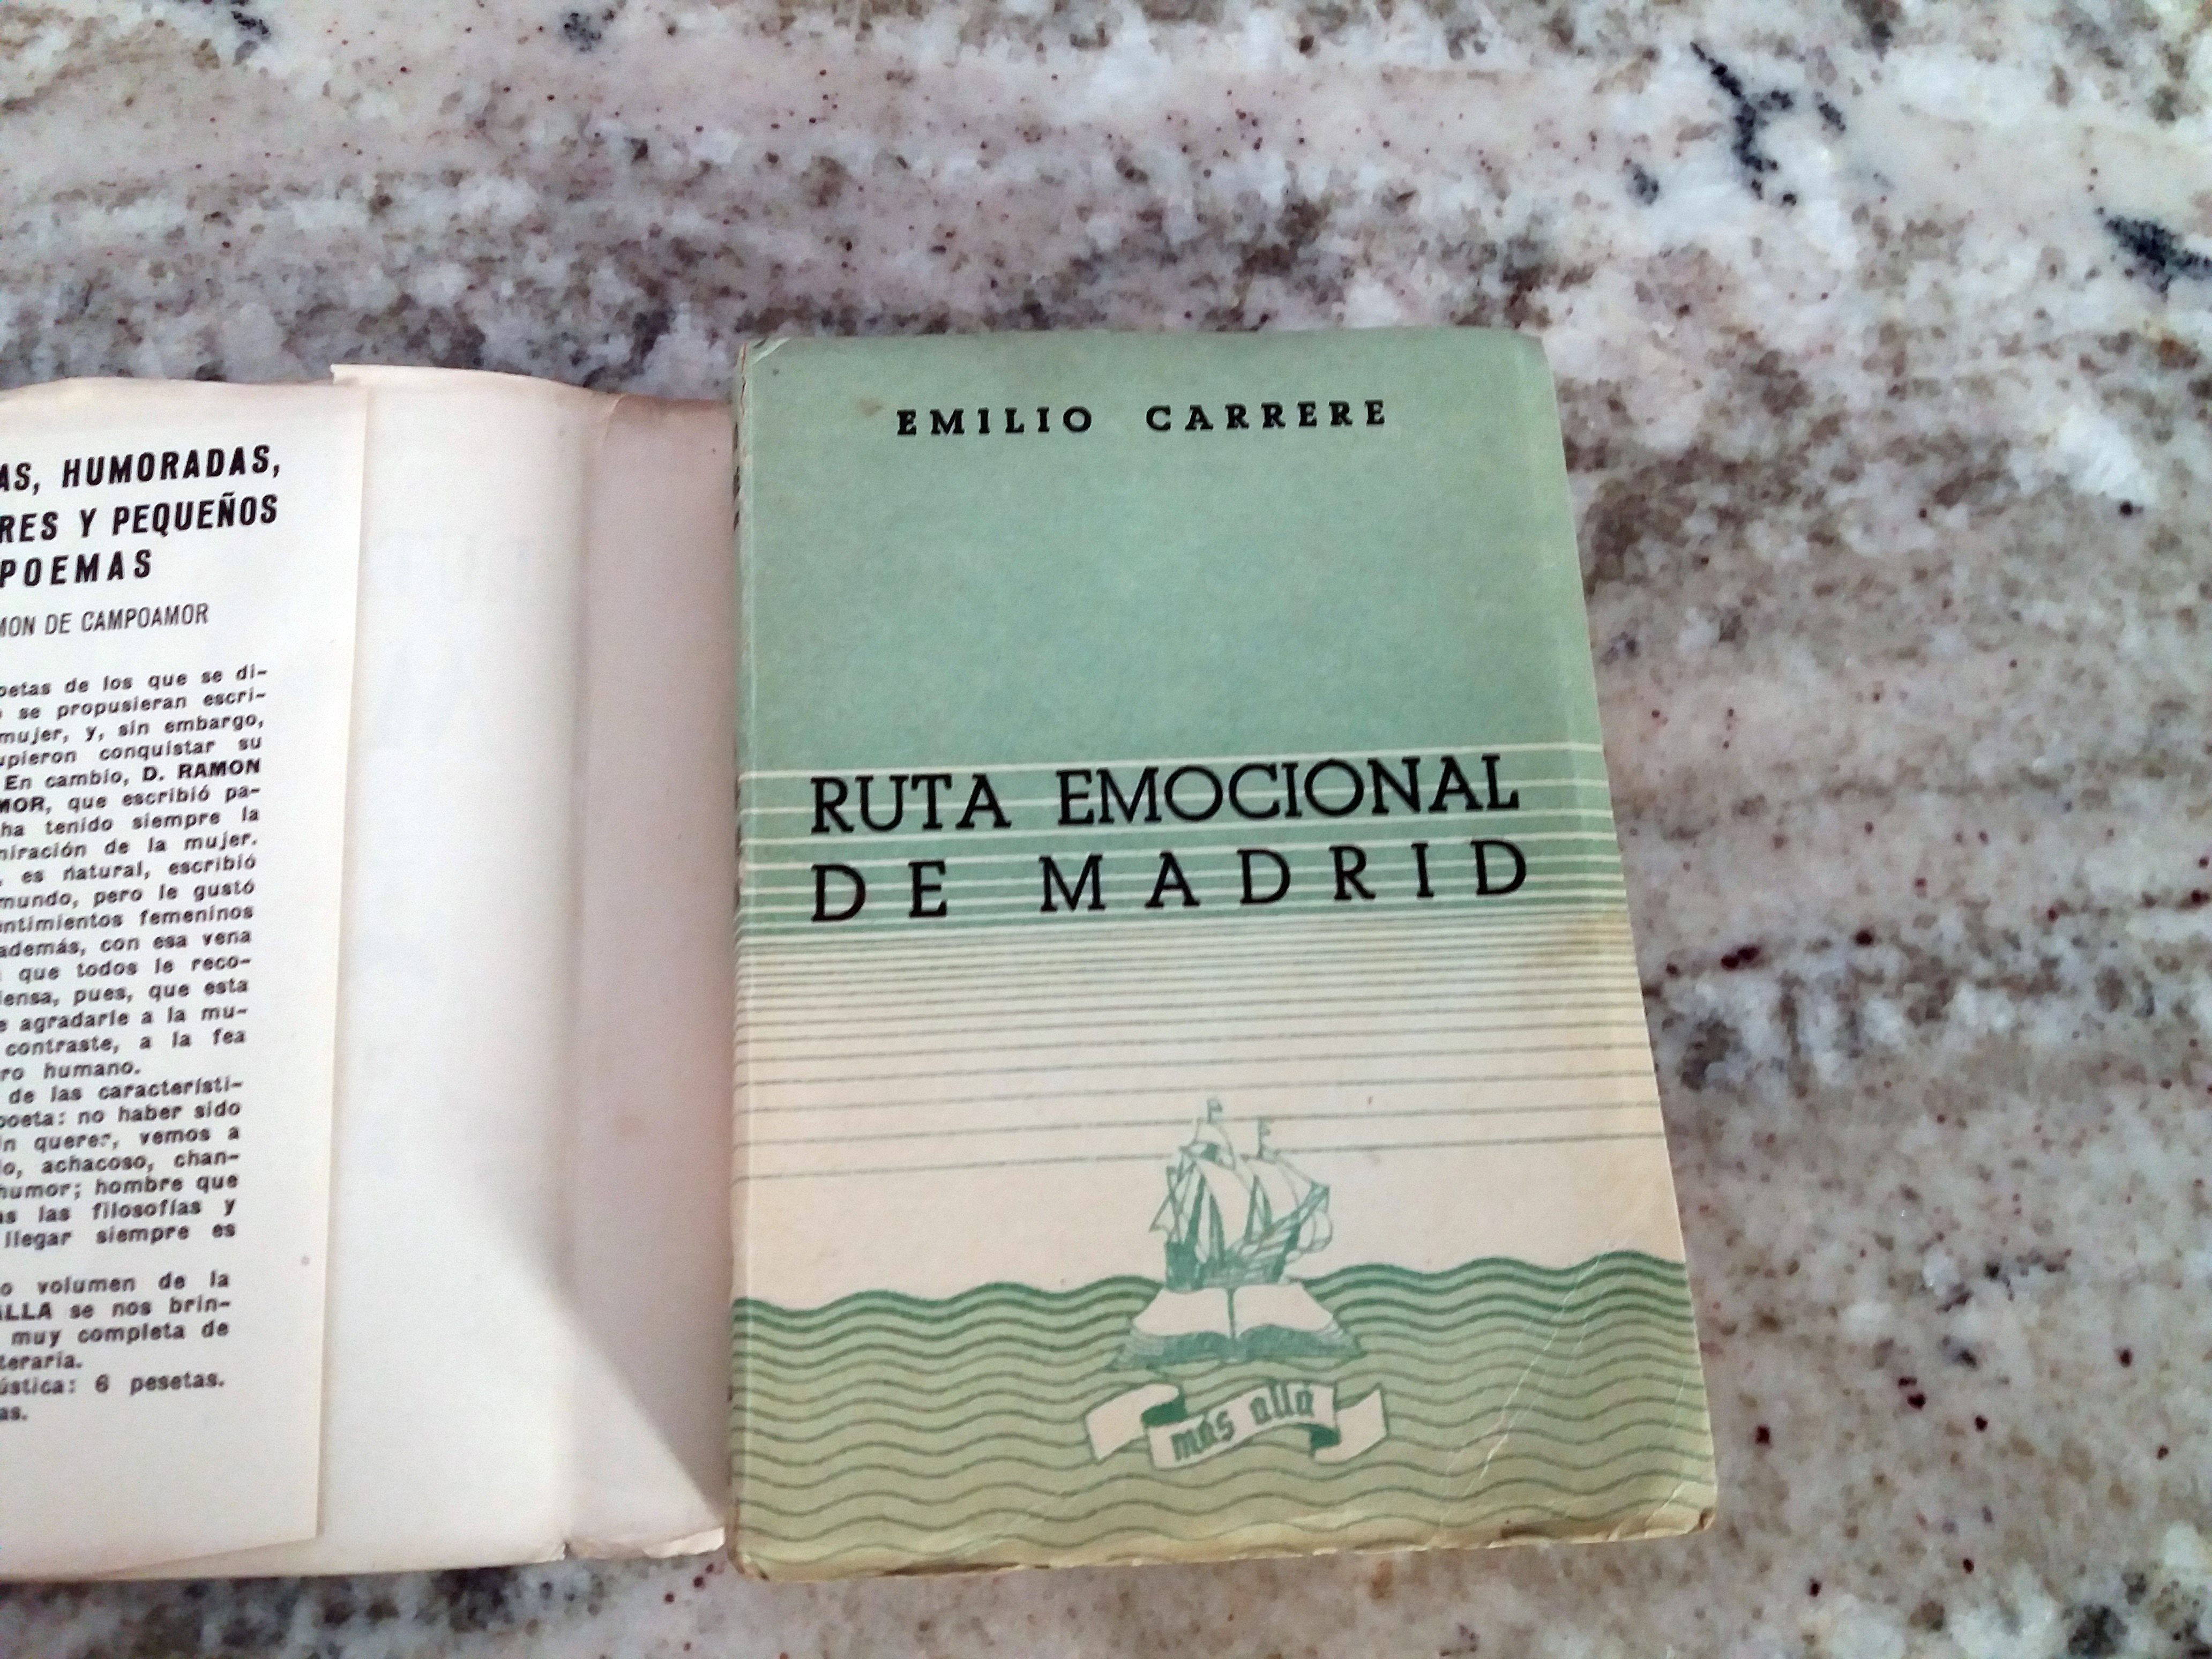 AS, HUMORADAS,
RES Y PEQUEÑOS
POEMAS
MON DE CAMPOAMOR
oetas de los que se di-
se propusieran escri-
mujer, y, sin embargo,
upieron conquistar su
En cambio, D. RAMON
MOR, que escribió pa-
ha tenido siempre la
miración de la mujer.
, es natural, escribió
mundo, pero le gustó
entimientos femeninos
además, con esa vena
que todos le reco-
iensa, pues, que esta
e agradarle a la mu-
contraste, a la fea
ro humano.
de las característi-
poeta: no haber sido
in querer, vemos a
o, achacoso, chan-
humor; hombre que
as las filosofías y
llegar siempre es
o volumen de la
ALLA se nos brin-
muy completa de
teraria.
ústica: 6 pesetas.
as.
EMILIO CARRERE
RUTA EMOCIONAL
DE MADRID
más allá